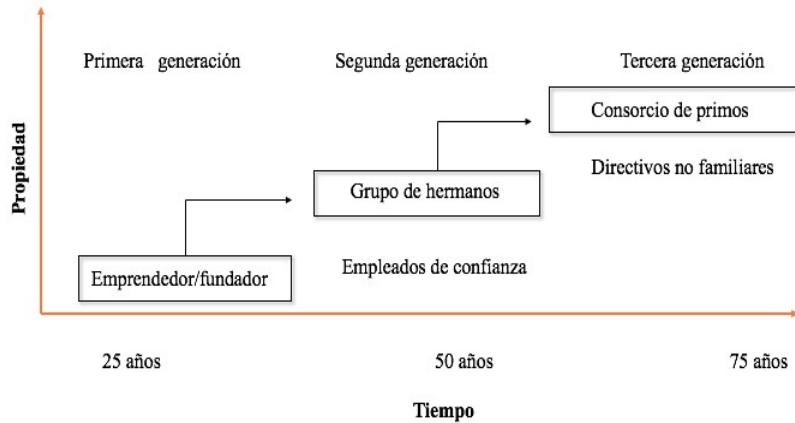 Primera generación
Segunda generación
Tercera generación
Consorcio de primos
Directivos no familiares
Propiedad
Grupo de hermanos
Empleados de confianza
Emprendedor/fundador
25 años
50 años
75 años
Tiempo